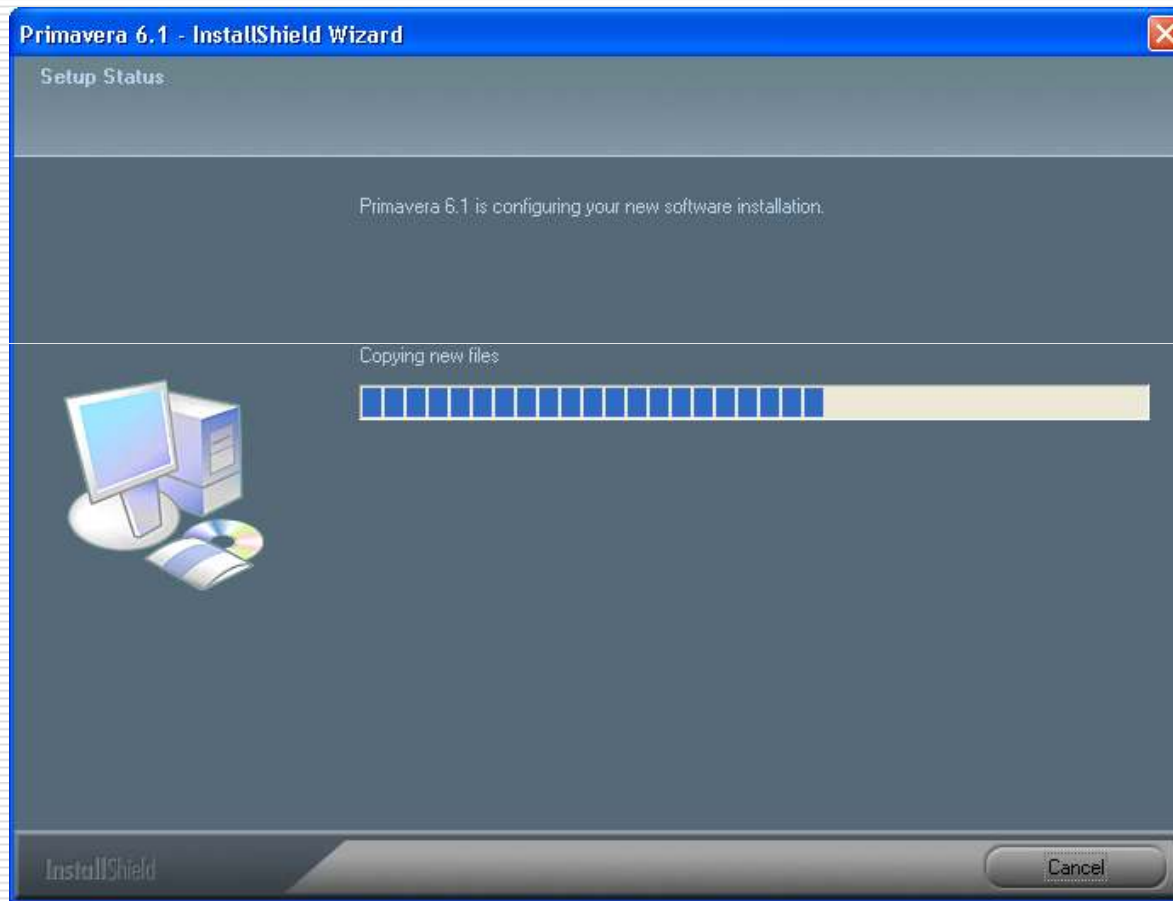 Primavera 6.1 - InstallShield Wizard
Setup Status
Primavera 6.1 is configuring your new software installation.
Copying new files
InstallShield
Cancel